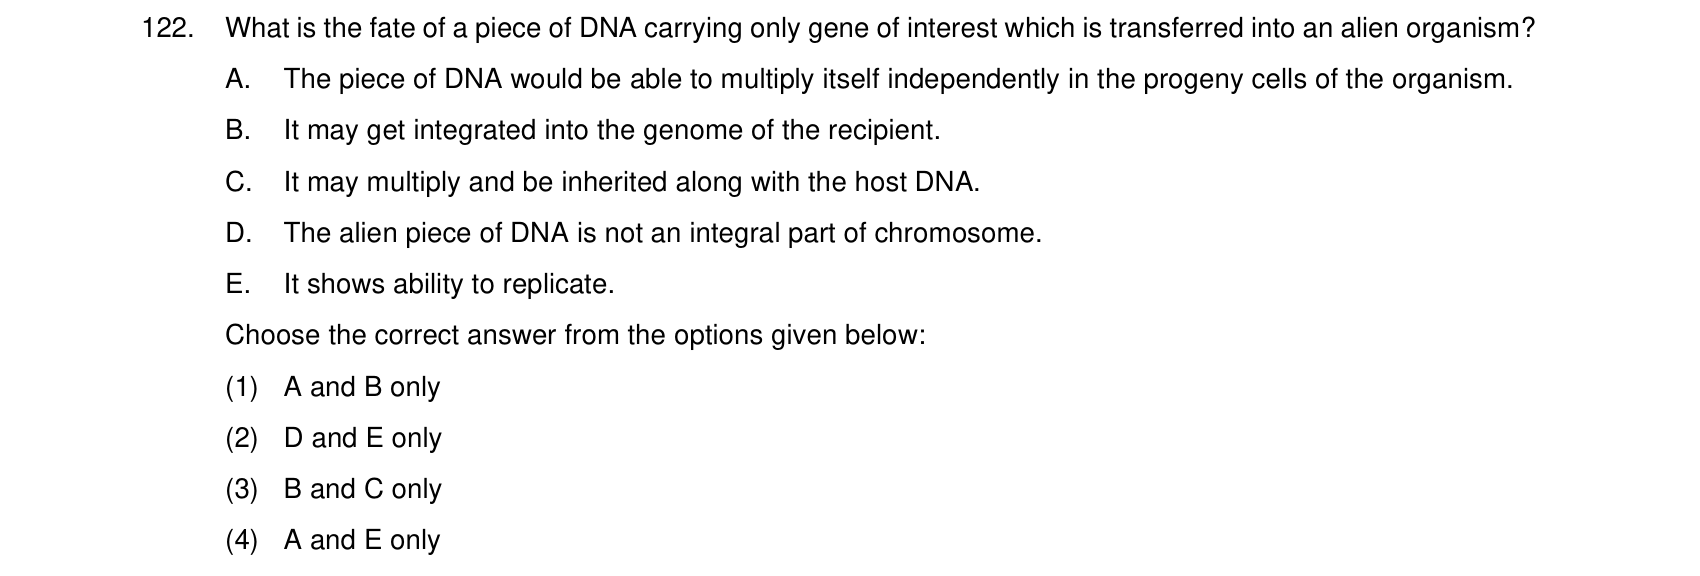 122. What is the fate of a piece of DNA carrying only gene of interest which is transferred into an alien organism?
A. The piece of DNA would be able to multiply itself independently in the progeny cells of the organism.
B. It may get integrated into the genome of the recipient.
C. It may multiply and be inherited along with the host DNA.
D. The alien piece of DNA is not an integral part of chromosome.
E. It shows ability to replicate.
Choose the correct answer from the options given below:
(1) A and B only
(2) D and E only
(3) B and C only
(4) A and E only